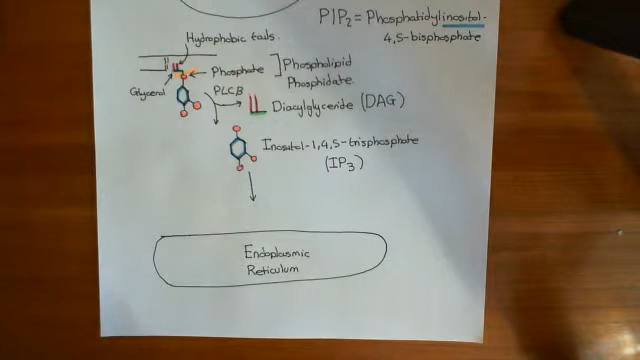 PIP2 = Phosphatidylinositol-
4,5-bisphosphate
Hydrophobic tails
Phosphate
Phospholipid
Phosphidate
Glycerol
PLCβ
Diacylglyceride (DAG)
Inositol-1,4,5-trisphosphate
(IP3)
Endoplasmic
Reticulum